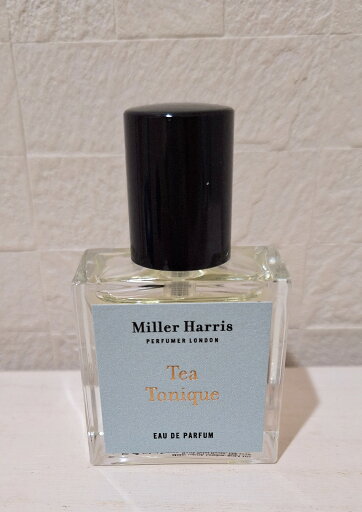 Miller Harris
PERFUMER LONDON
Tea
Tonique
EAU DE PARFUM